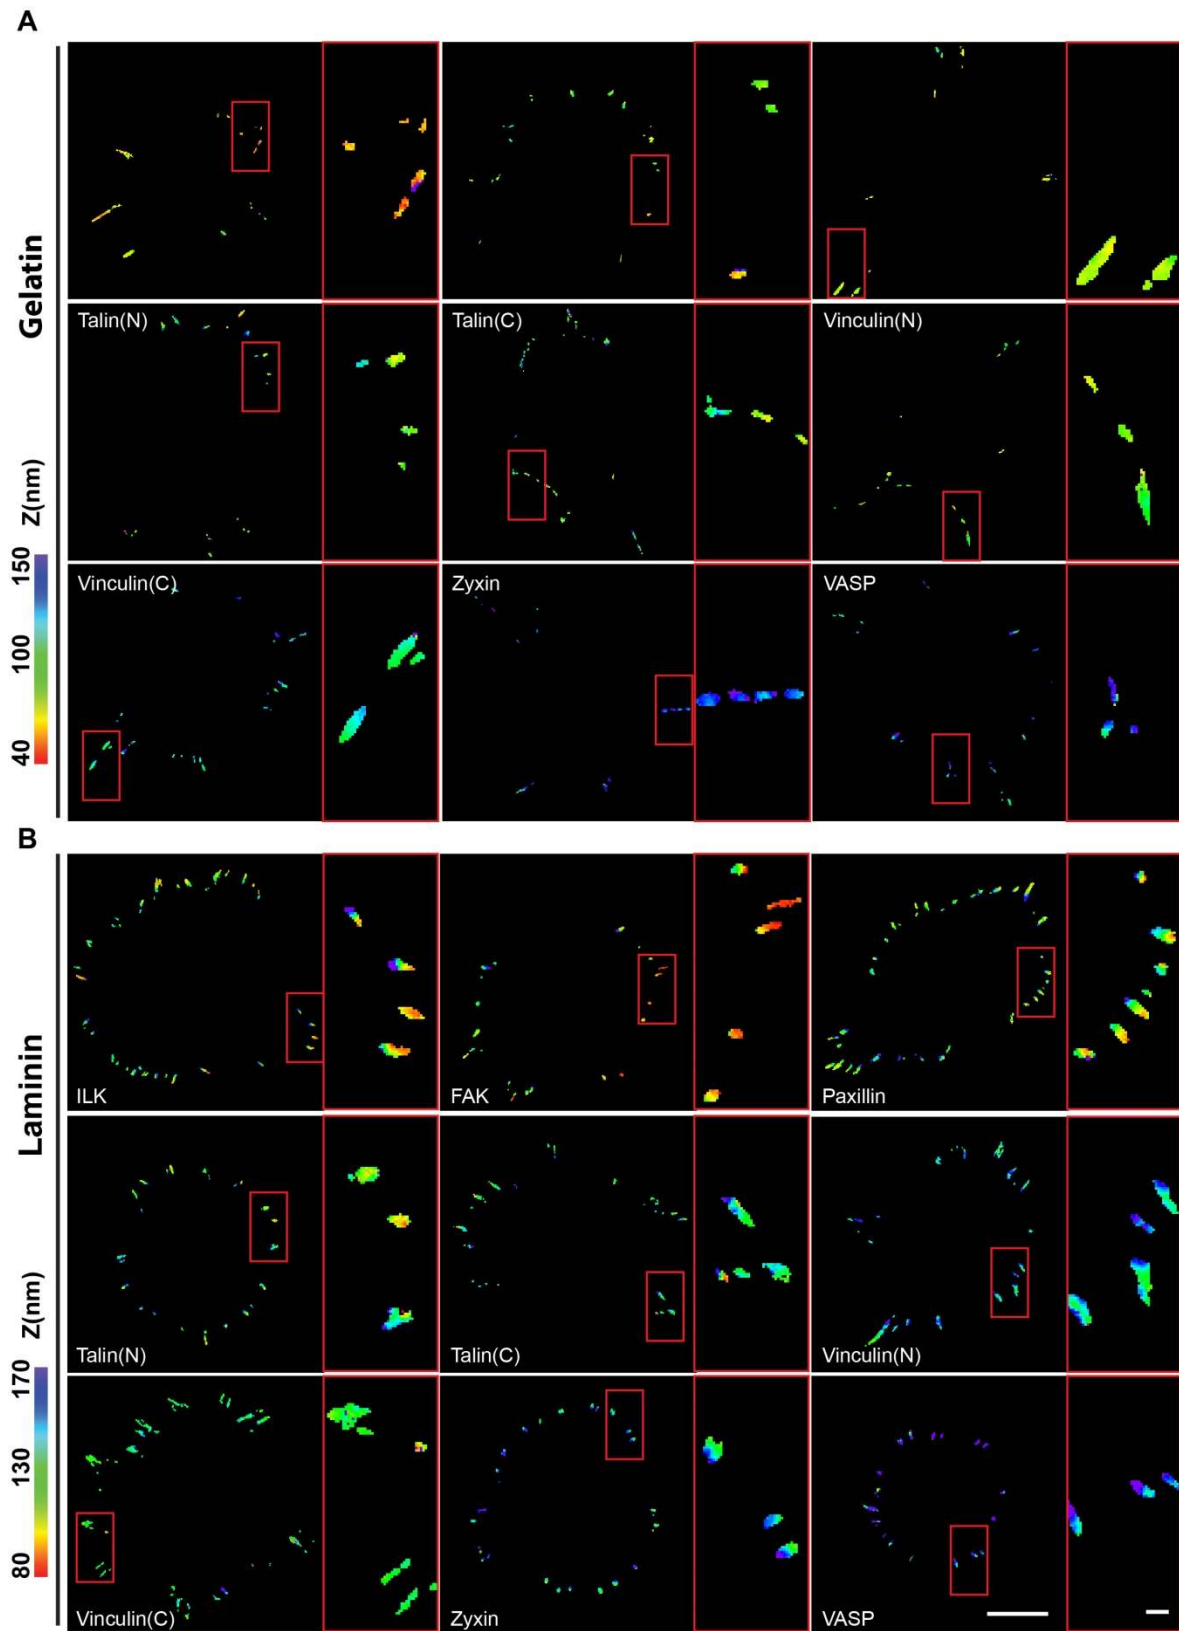 A
Gelatin
Z(nm)
150
100
40
Talin(N)
Talin(C)
Vinculin(N)
Vinculin(C)
Zyxin
VASP
B
Laminin
Z(nm)
170
130
80
ILK
FAK
Paxillin
Talin(N)
Talin(C)
Vinculin(N)
Vinculin(C)
Zyxin
VASP